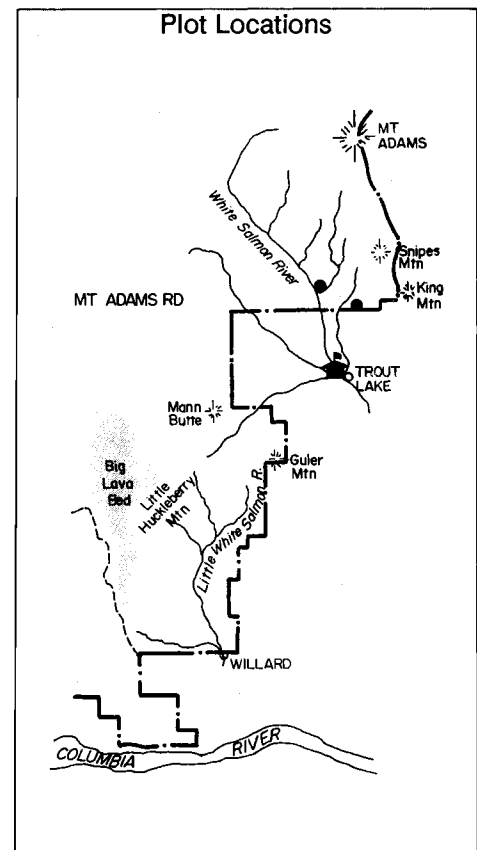 Plot Locations
MT
ADAMS
White Salmon River
Snipes
Mtn
King
Mtn
MT ADAMS RD
TROUT
LAKE
Mann
Butte
Big
Lava
Bed
Little
Huckleberry
Mtn
Guler
Mtn
Little White Salmon R.
WILLARD
COLUMBIA RIVER